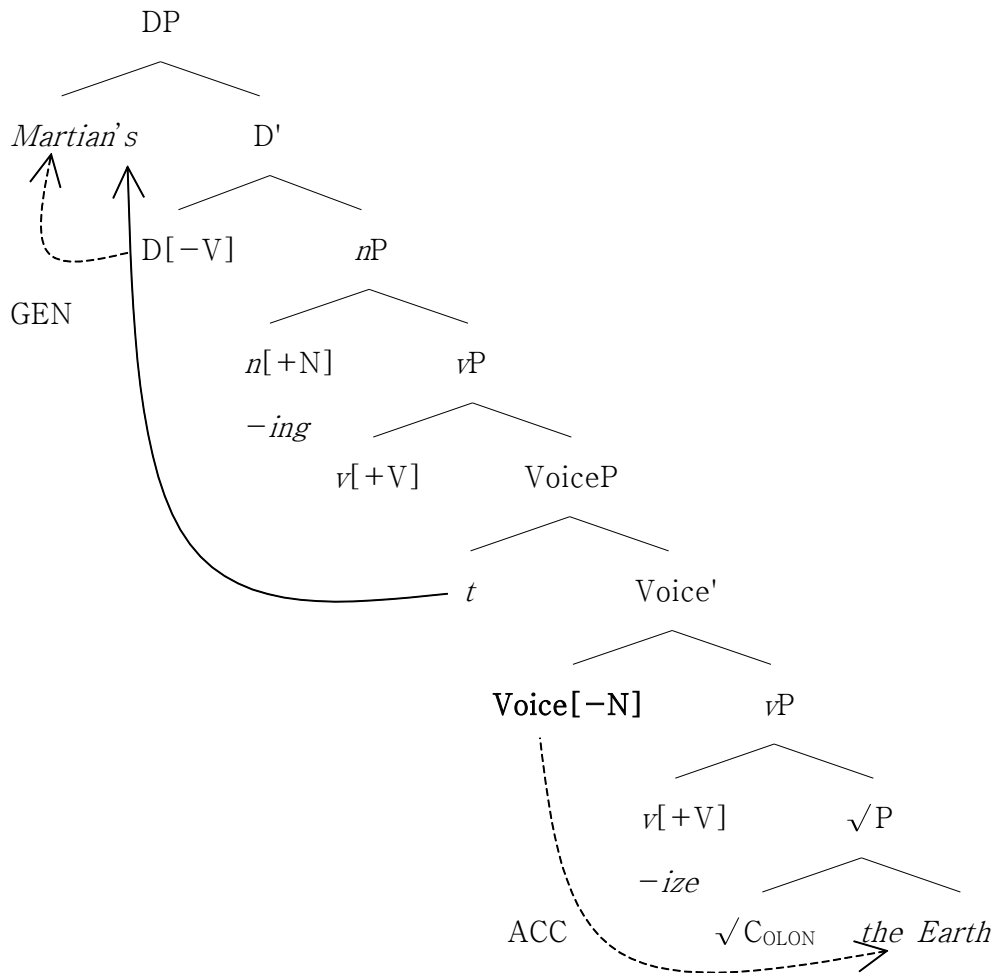 DP
Martian's D'
D[−V] nP
GEN
n[+N] vP
−ing
v[+V] VoiceP
t Voice'
Voice[−N] vP
v[+V] √P
−ize
ACC √COLON the Earth